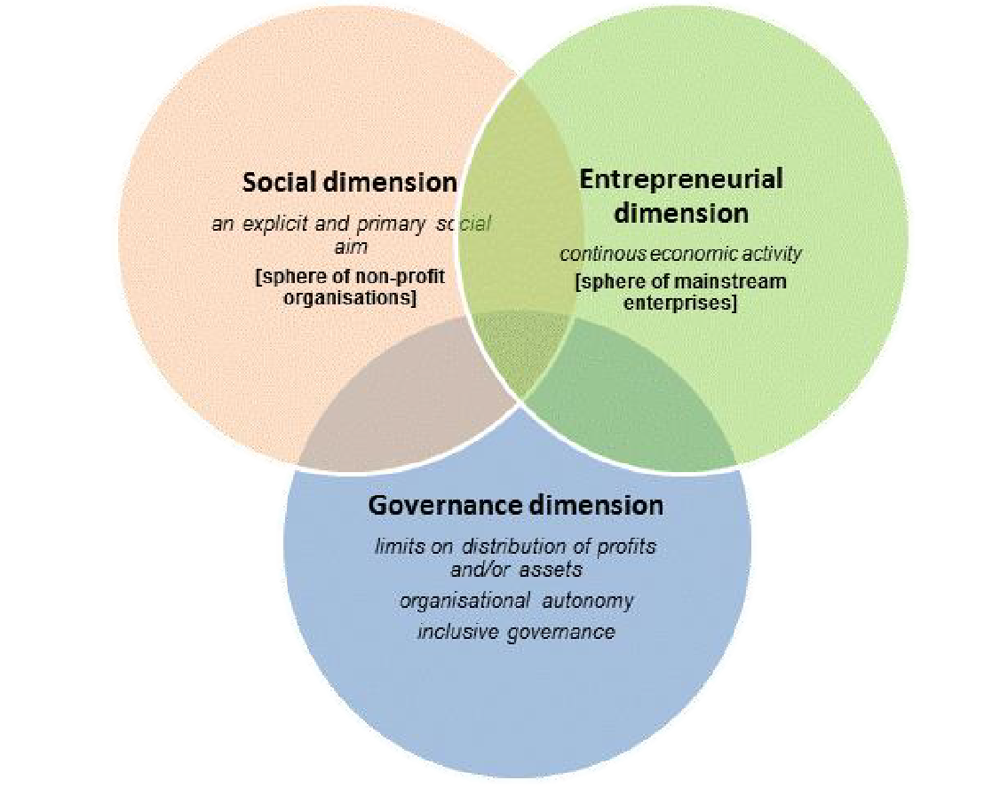 Social dimension
an explicit and primary social
aim
[sphere of non-profit
organisations]
Entrepreneurial
dimension
continous economic activity
[sphere of mainstream
enterprises]
Governance dimension
limits on distribution of profits
and/or assets
organisational autonomy
inclusive governance